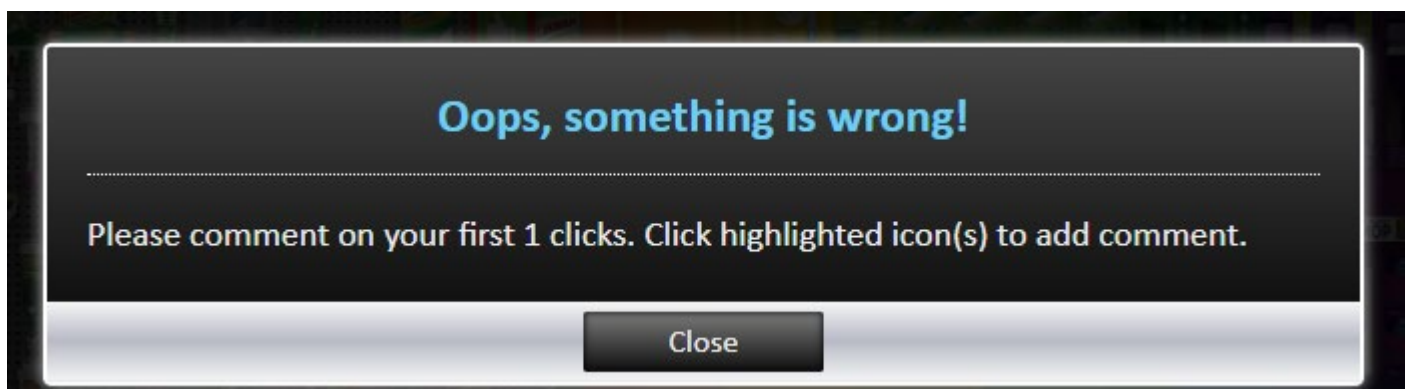 Oops, something is wrong!
Please comment on your first 1 clicks. Click highlighted icon(s) to add comment.
Close